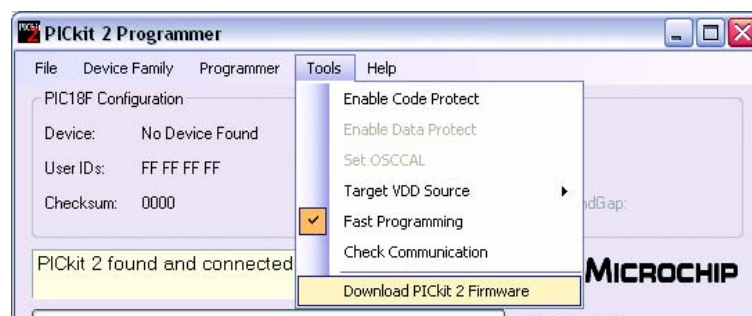 PICkit 2 Programmer
File Device Family Programmer Tools Help
PIC18F Configuration
Device: No Device Found
User IDs: FF FF FF FF
Checksum: 0000
Enable Code Protect
Enable Data Protect
Set OSCCAL
Target VDD Source
Fast Programming
Check Communication
Download PICkit 2 Firmware
ndGap:
PICkit 2 found and connected
MICROCHIP